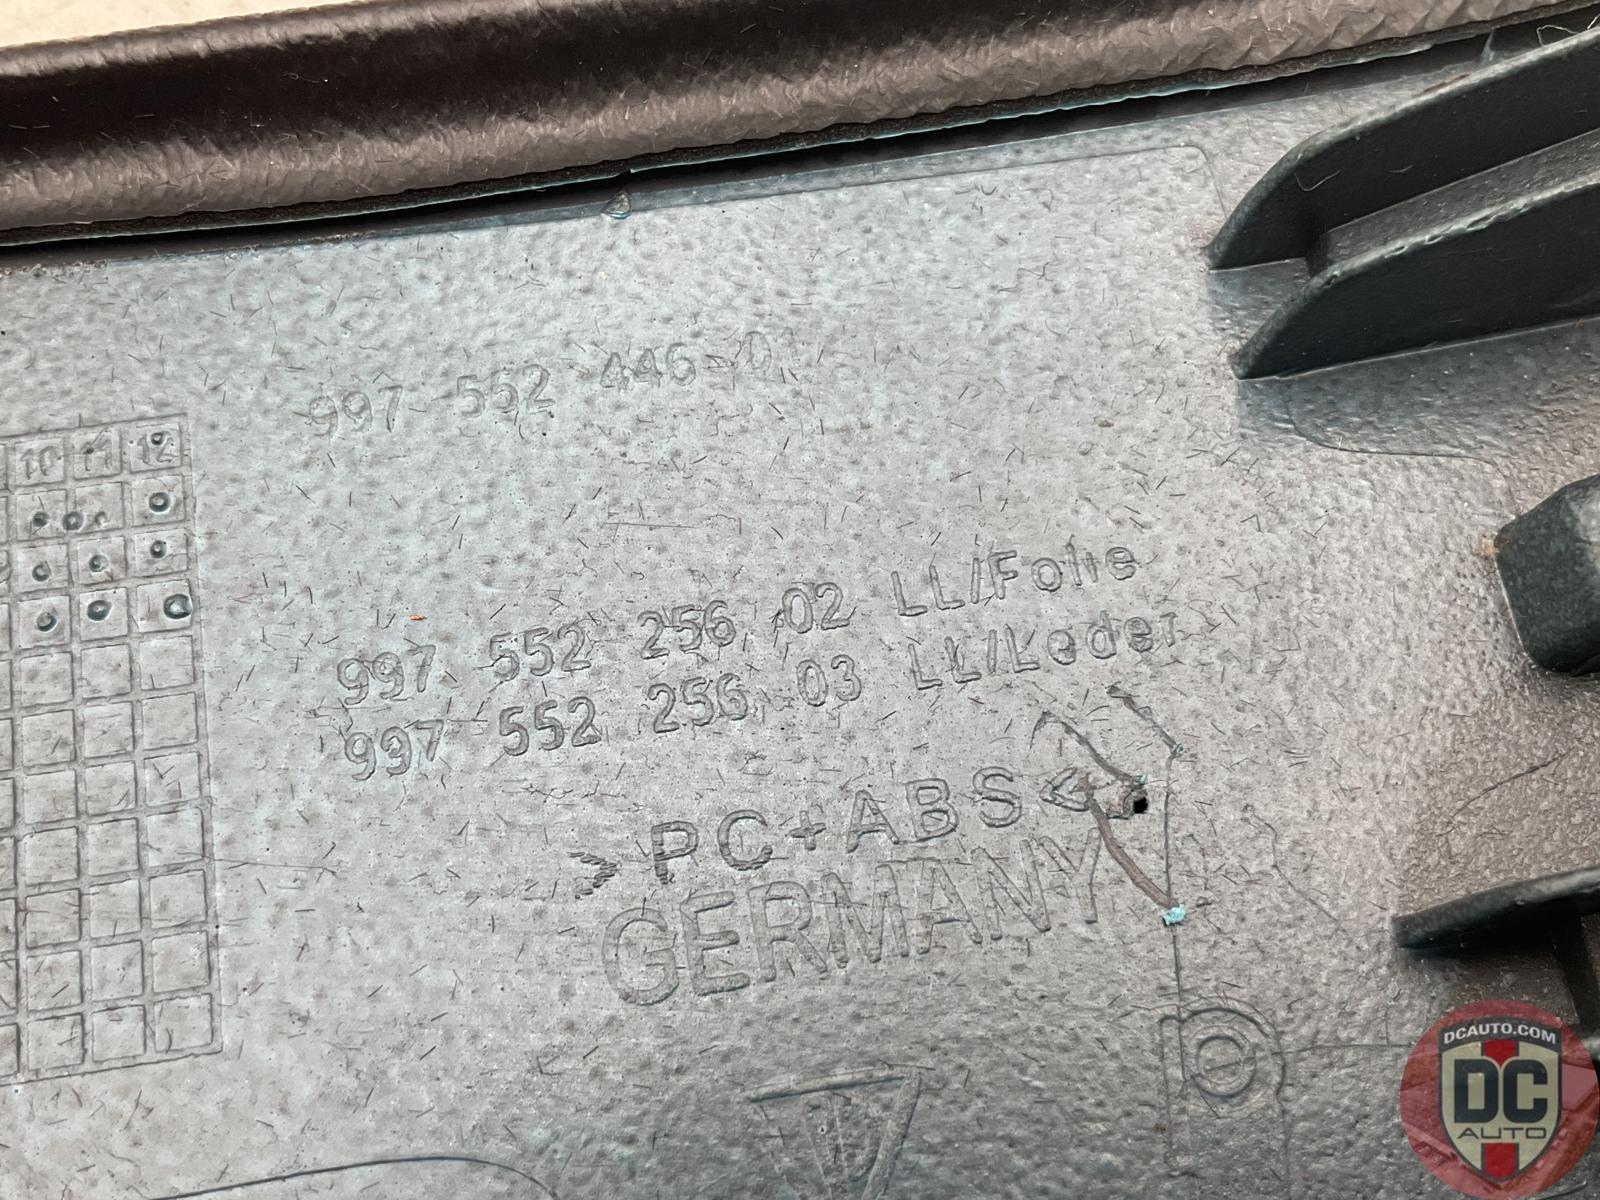 997 552 446 01
10 11 12
997 552 256 02 LL/Folie
997 552 256 03 LL/Leder
>PC+ABS<
GERMANY
DCAUTO.COM
DC
AUTO